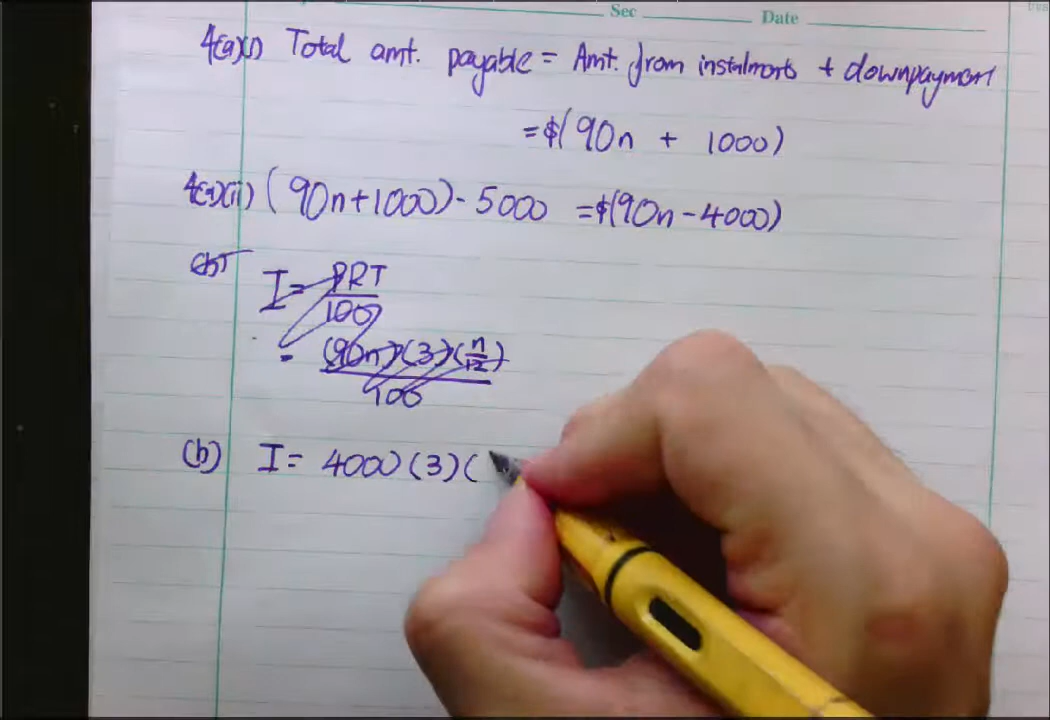 Sec Date
4(a)(i) Total amt. payable = Amt. from instalments + downpayment
= $(90n + 1000)
4(a)(ii) (90n+1000) - 5000 = $(90n - 4000)
(b) I = PRT/100
= (90n)(3)(n/12)/100
(b) I = 4000(3)(